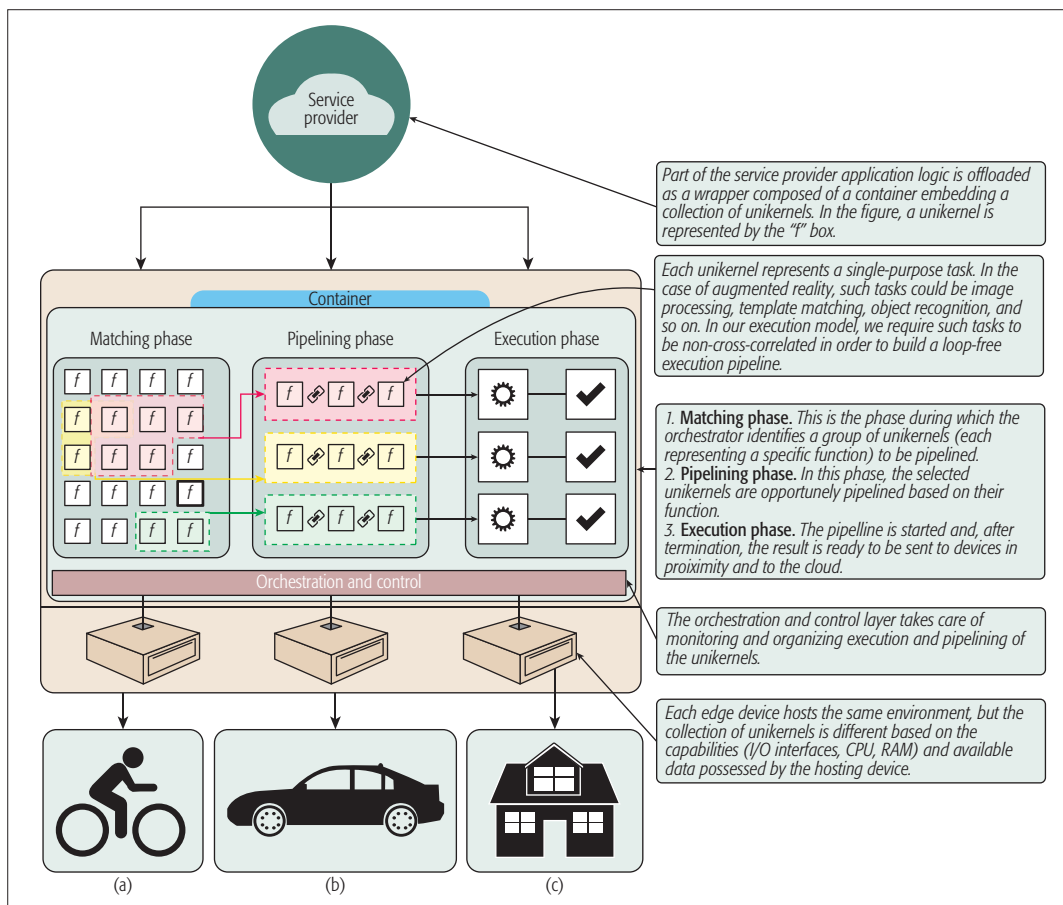 Service
provider
Part of the service provider application logic is offloaded
as a wrapper composed of a container embedding a
collection of unikernels. In the figure, a unikernel is
represented by the “f” box.
Each unikernel represents a single-purpose task. In the
case of augmented reality, such tasks could be image
processing, template matching, object recognition, and
so on. In our execution model, we require such tasks to
be non-cross-correlated in order to build a loop-free
execution pipeline.
Container
Matching phase
Pipelining phase
Execution phase
f f f f
f f f f
f f f f
f f f f
f f f f
f f f
f f f
f f f
1. Matching phase. This is the phase during which the
orchestrator identifies a group of unikernels (each
representing a specific function) to be pipelined.
2. Pipelining phase. In this phase, the selected
unikernels are opportunely pipelined based on their
function.
3. Execution phase. The pipelline is started and, after
termination, the result is ready to be sent to devices in
proiximity and to the cloud.
Orchestration and control
The orchestration and control layer takes care of
monitoring and organizing execution and pipelining of
the unikernels.
Each edge device hosts the same environment, but the
collection of unikernels is different based on the
capabilities (I/O interfaces, CPU, RAM) and available
data possessed by the hosting device.
(a)
(b)
(c)